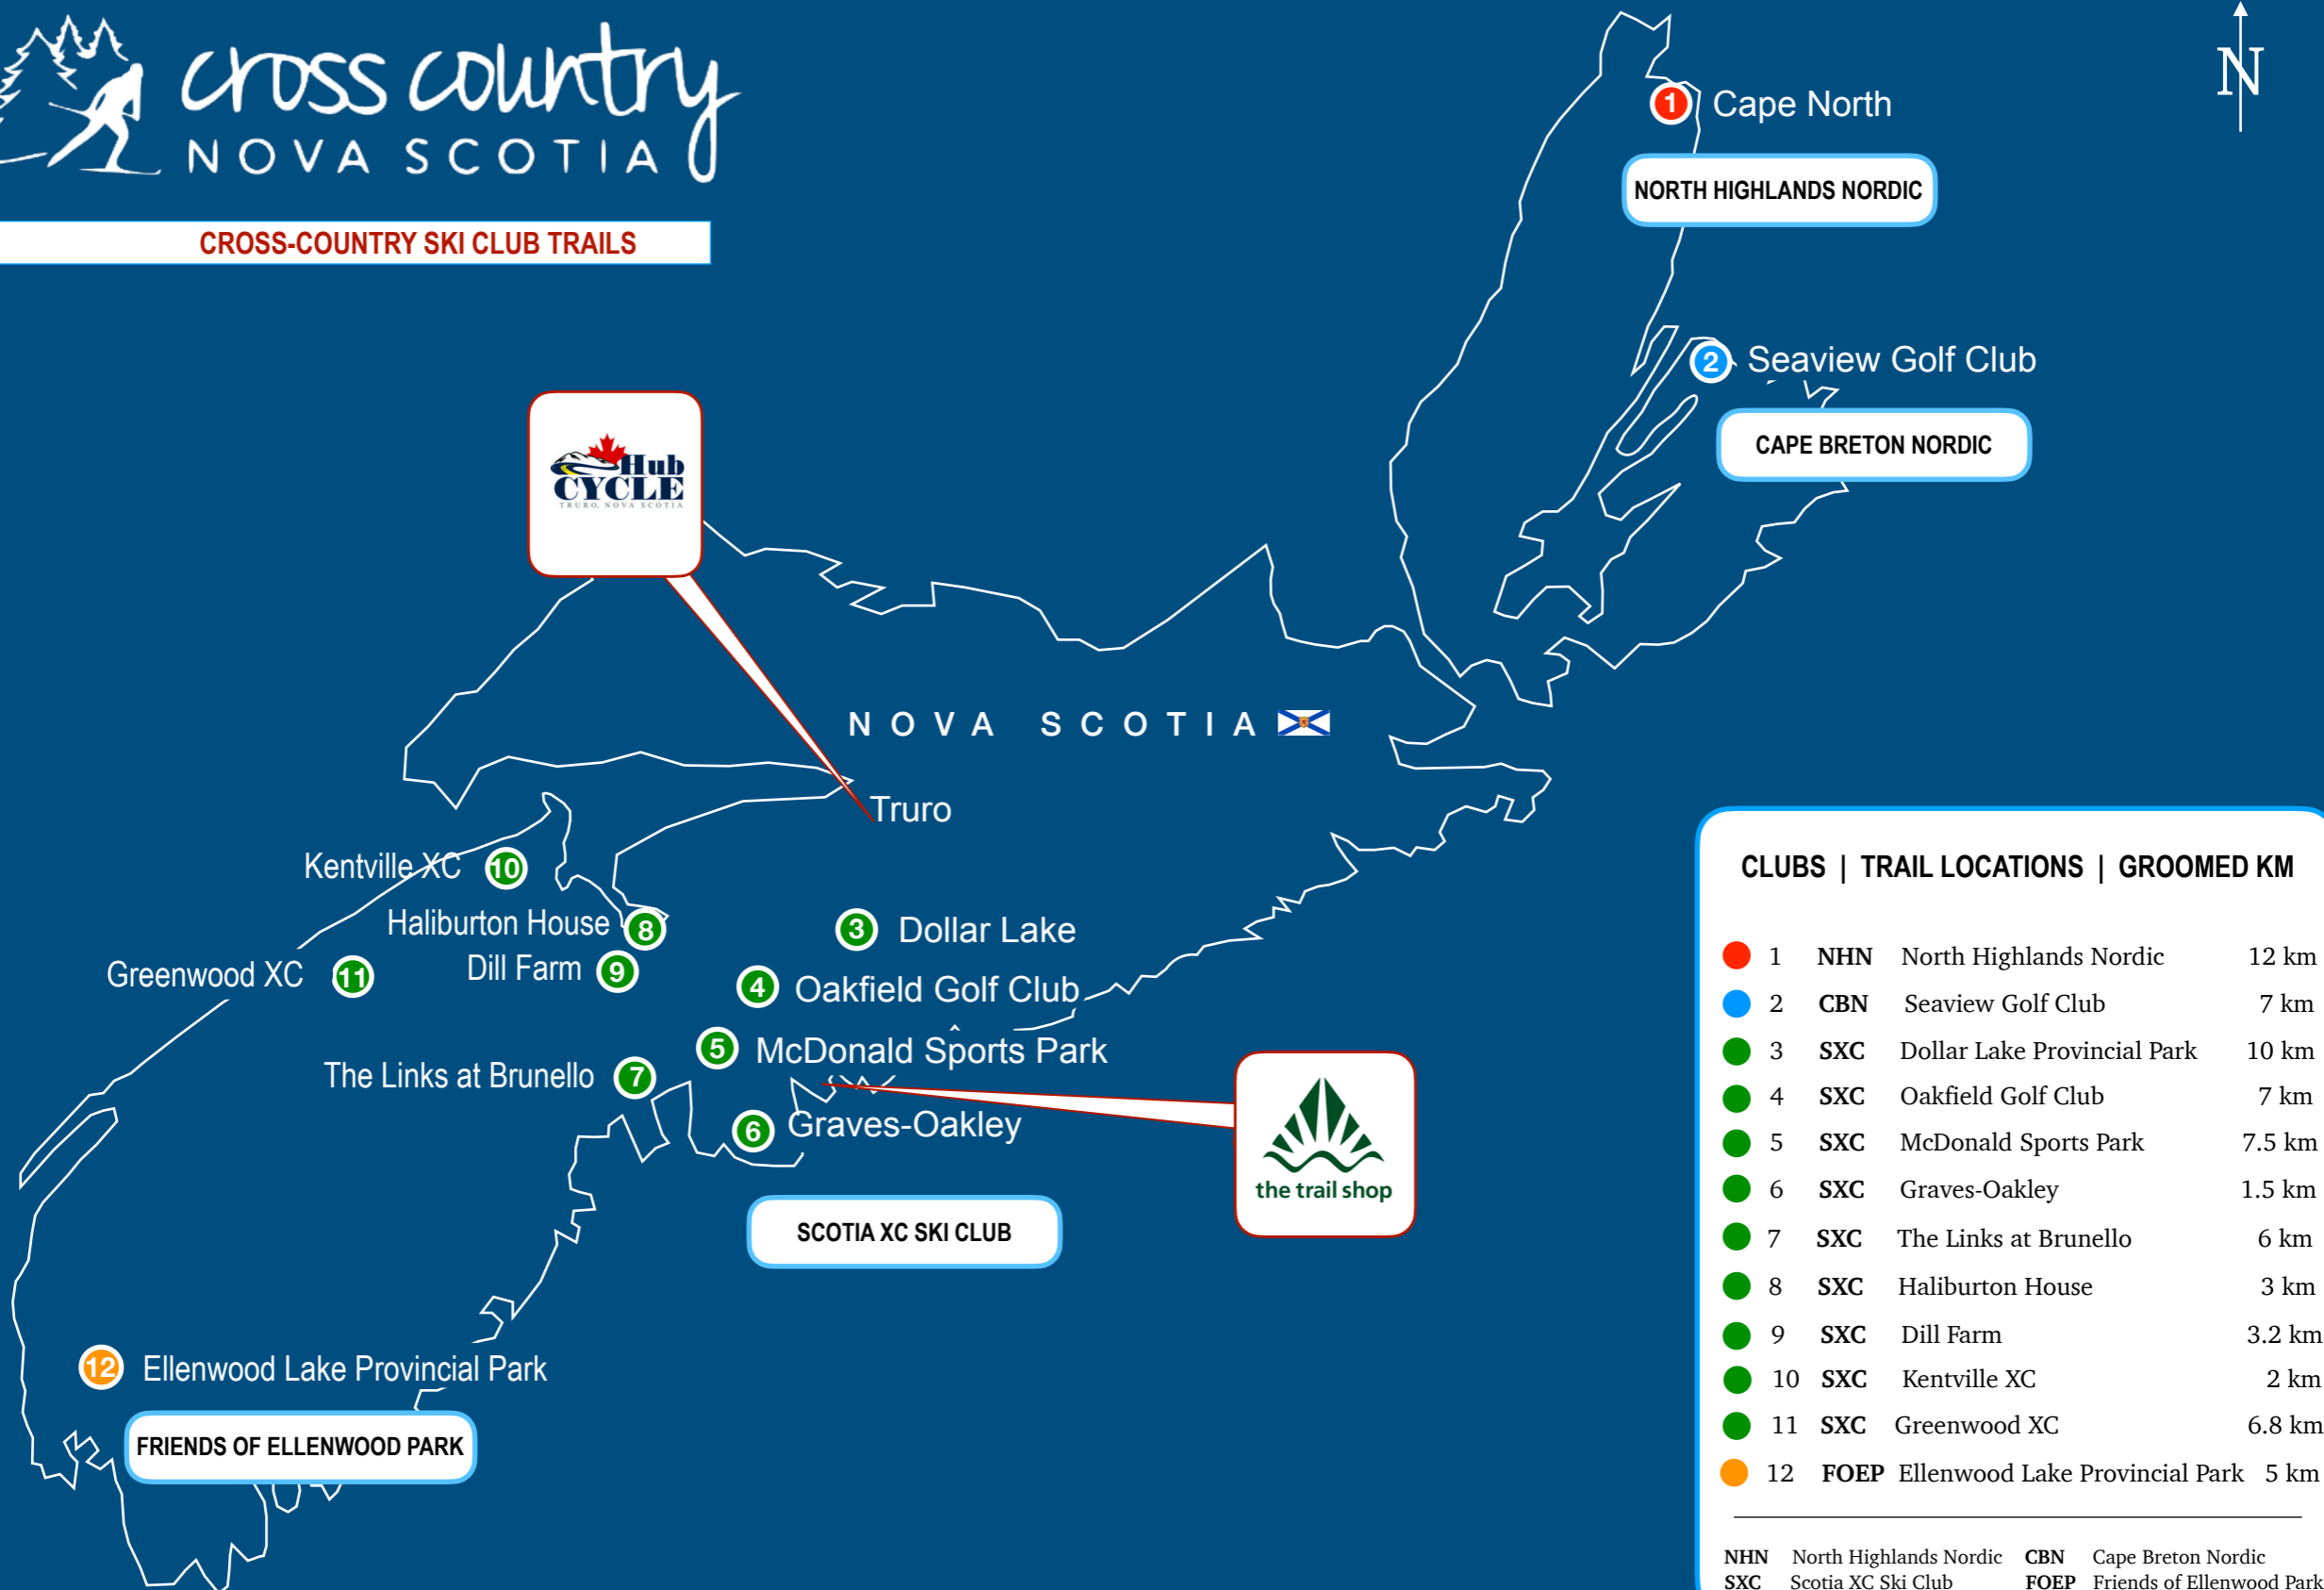 cross country
NOVA SCOTIA
CROSS-COUNTRY SKI CLUB TRAILS
N
1 Cape North
NORTH HIGHLANDS NORDIC
2 Seaview Golf Club
CAPE BRETON NORDIC
Hub
CYCLE
TRURO, NOVA SCOTIA
NOVA SCOTIA
Truro
Kentville XC 10
Haliburton House 8
Dill Farm 9
Greenwood XC 11
3 Dollar Lake
4 Oakfield Golf Club
5 McDonald Sports Park
The Links at Brunello 7
6 Graves-Oakley
the trail shop
SCOTIA XC SKI CLUB
12 Ellenwood Lake Provincial Park
FRIENDS OF ELLENWOOD PARK
CLUBS | TRAIL LOCATIONS | GROOMED KM
1 NHN North Highlands Nordic 12 km
2 CBN Seaview Golf Club 7 km
3 SXC Dollar Lake Provincial Park 10 km
4 SXC Oakfield Golf Club 7 km
5 SXC McDonald Sports Park 7.5 km
6 SXC Graves-Oakley 1.5 km
7 SXC The Links at Brunello 6 km
8 SXC Haliburton House 3 km
9 SXC Dill Farm 3.2 km
10 SXC Kentville XC 2 km
11 SXC Greenwood XC 6.8 km
12 FOEP Ellenwood Lake Provincial Park 5 km
NHN North Highlands Nordic CBN Cape Breton Nordic
SXC Scotia XC Ski Club FOEP Friends of Ellenwood Park